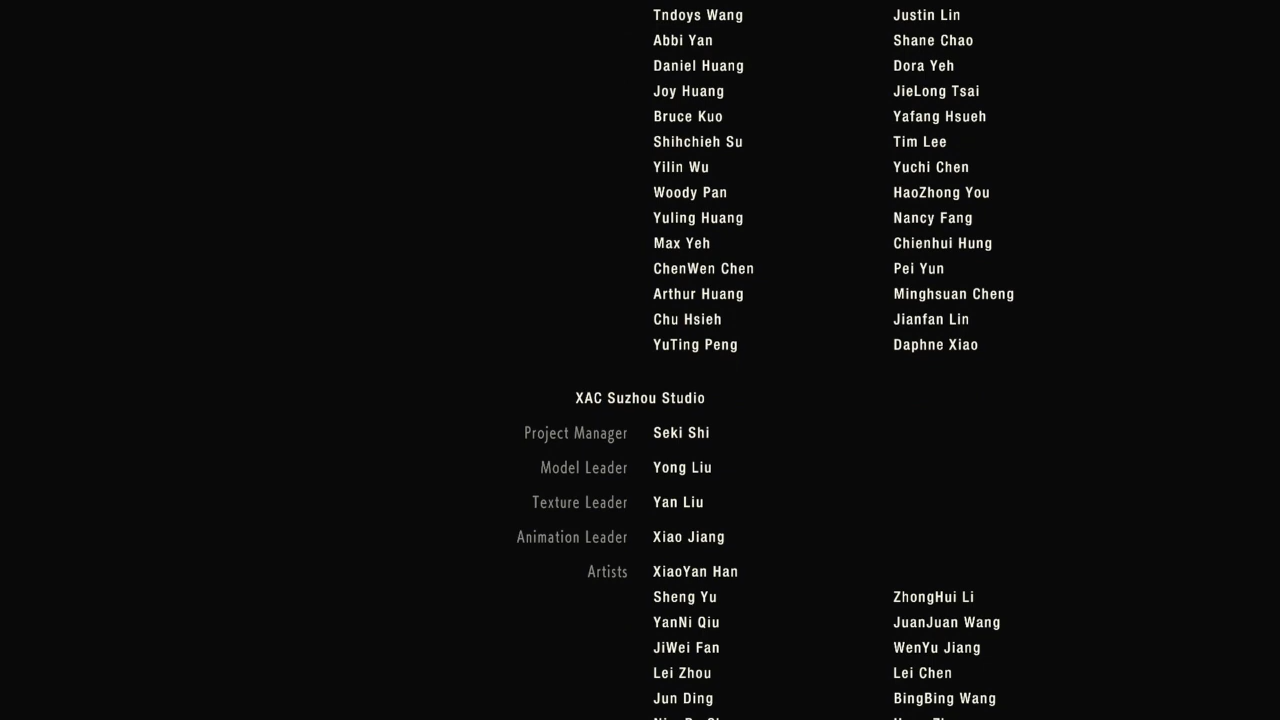 Tndoys Wang Justin Lin
Abbi Yan Shane Chao
Daniel Huang Dora Yeh
Joy Huang JieLong Tsai
Bruce Kuo Yafang Hsueh
Shihchieh Su Tim Lee
Yilin Wu Yuchi Chen
Woody Pan HaoZhong You
Yuling Huang Nancy Fang
Max Yeh Chienhui Hung
ChenWen Chen Pei Yun
Arthur Huang Minghsuan Cheng
Chu Hsieh Jianfan Lin
YuTing Peng Daphne Xiao
XAC Suzhou Studio
Project Manager Seki Shi
Model Leader Yong Liu
Texture Leader Yan Liu
Animation Leader Xiao Jiang
Artists XiaoYan Han
Sheng Yu ZhongHui Li
YanNi Qiu JuanJuan Wang
JiWei Fan WenYu Jiang
Lei Zhou Lei Chen
Jun Ding BingBing Wang